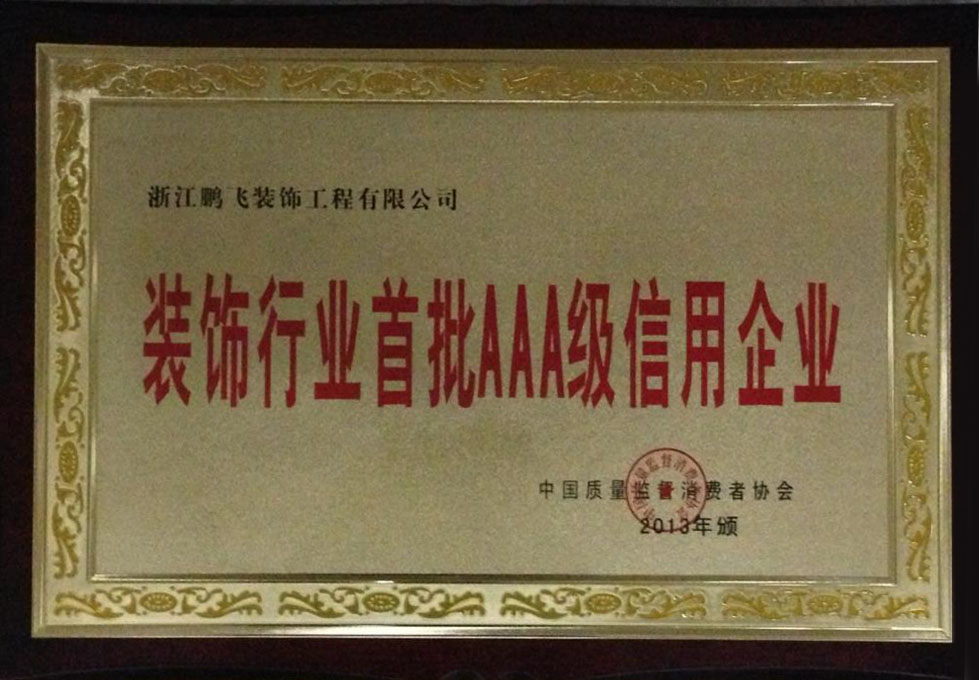 浙江鹏飞装饰工程有限公司
装饰行业首批AAA级信用企业
中国质量监督消费者协会
2013年颁